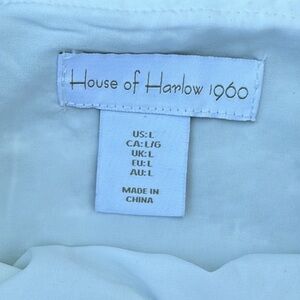 House of Harlow 1960
US: L
CA: L/G
UK: L
EU: L
AU: L
MADE IN
CHINA